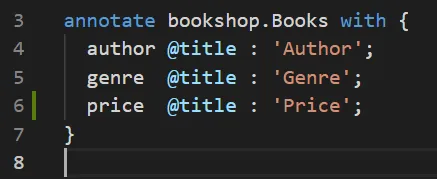 3 annotate bookshop.Books with {
4 author @title : 'Author';
5 genre @title : 'Genre';
6 price @title : 'Price';
7 }
8